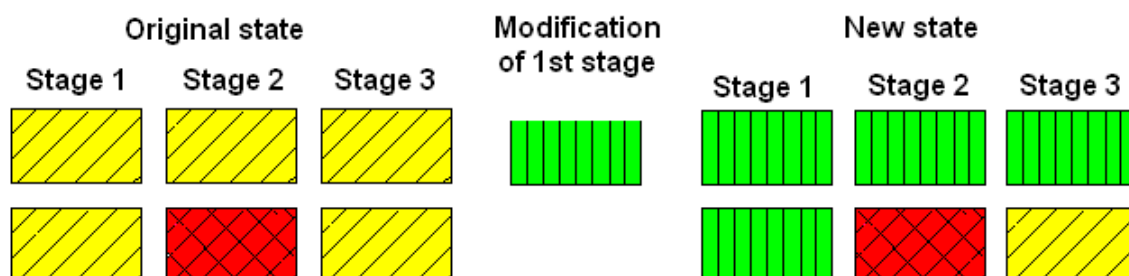 Original state
Modification
of 1st stage
New state
Stage 1 Stage 2 Stage 3
Stage 1 Stage 2 Stage 3